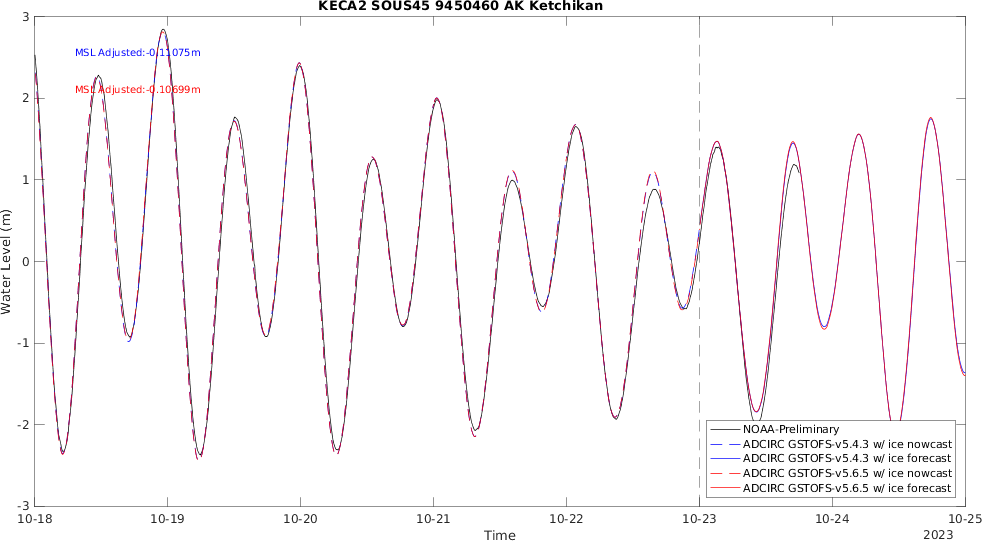 KECA2 SOUS45 9450460 AK Ketchikan
MSL Adjusted:-0.11075m
MSL Adjusted:-0.10699m
Water Level (m)
3
2
1
0
-1
-2
-3
10-18
10-19
10-20
10-21
10-22
10-23
10-24
10-25
Time
2023
NOAA-Preliminary
ADCIRC GSTOFS-v5.4.3 w/ ice nowcast
ADCIRC GSTOFS-v5.4.3 w/ ice forecast
ADCIRC GSTOFS-v5.6.5 w/ ice nowcast
ADCIRC GSTOFS-v5.6.5 w/ ice forecast